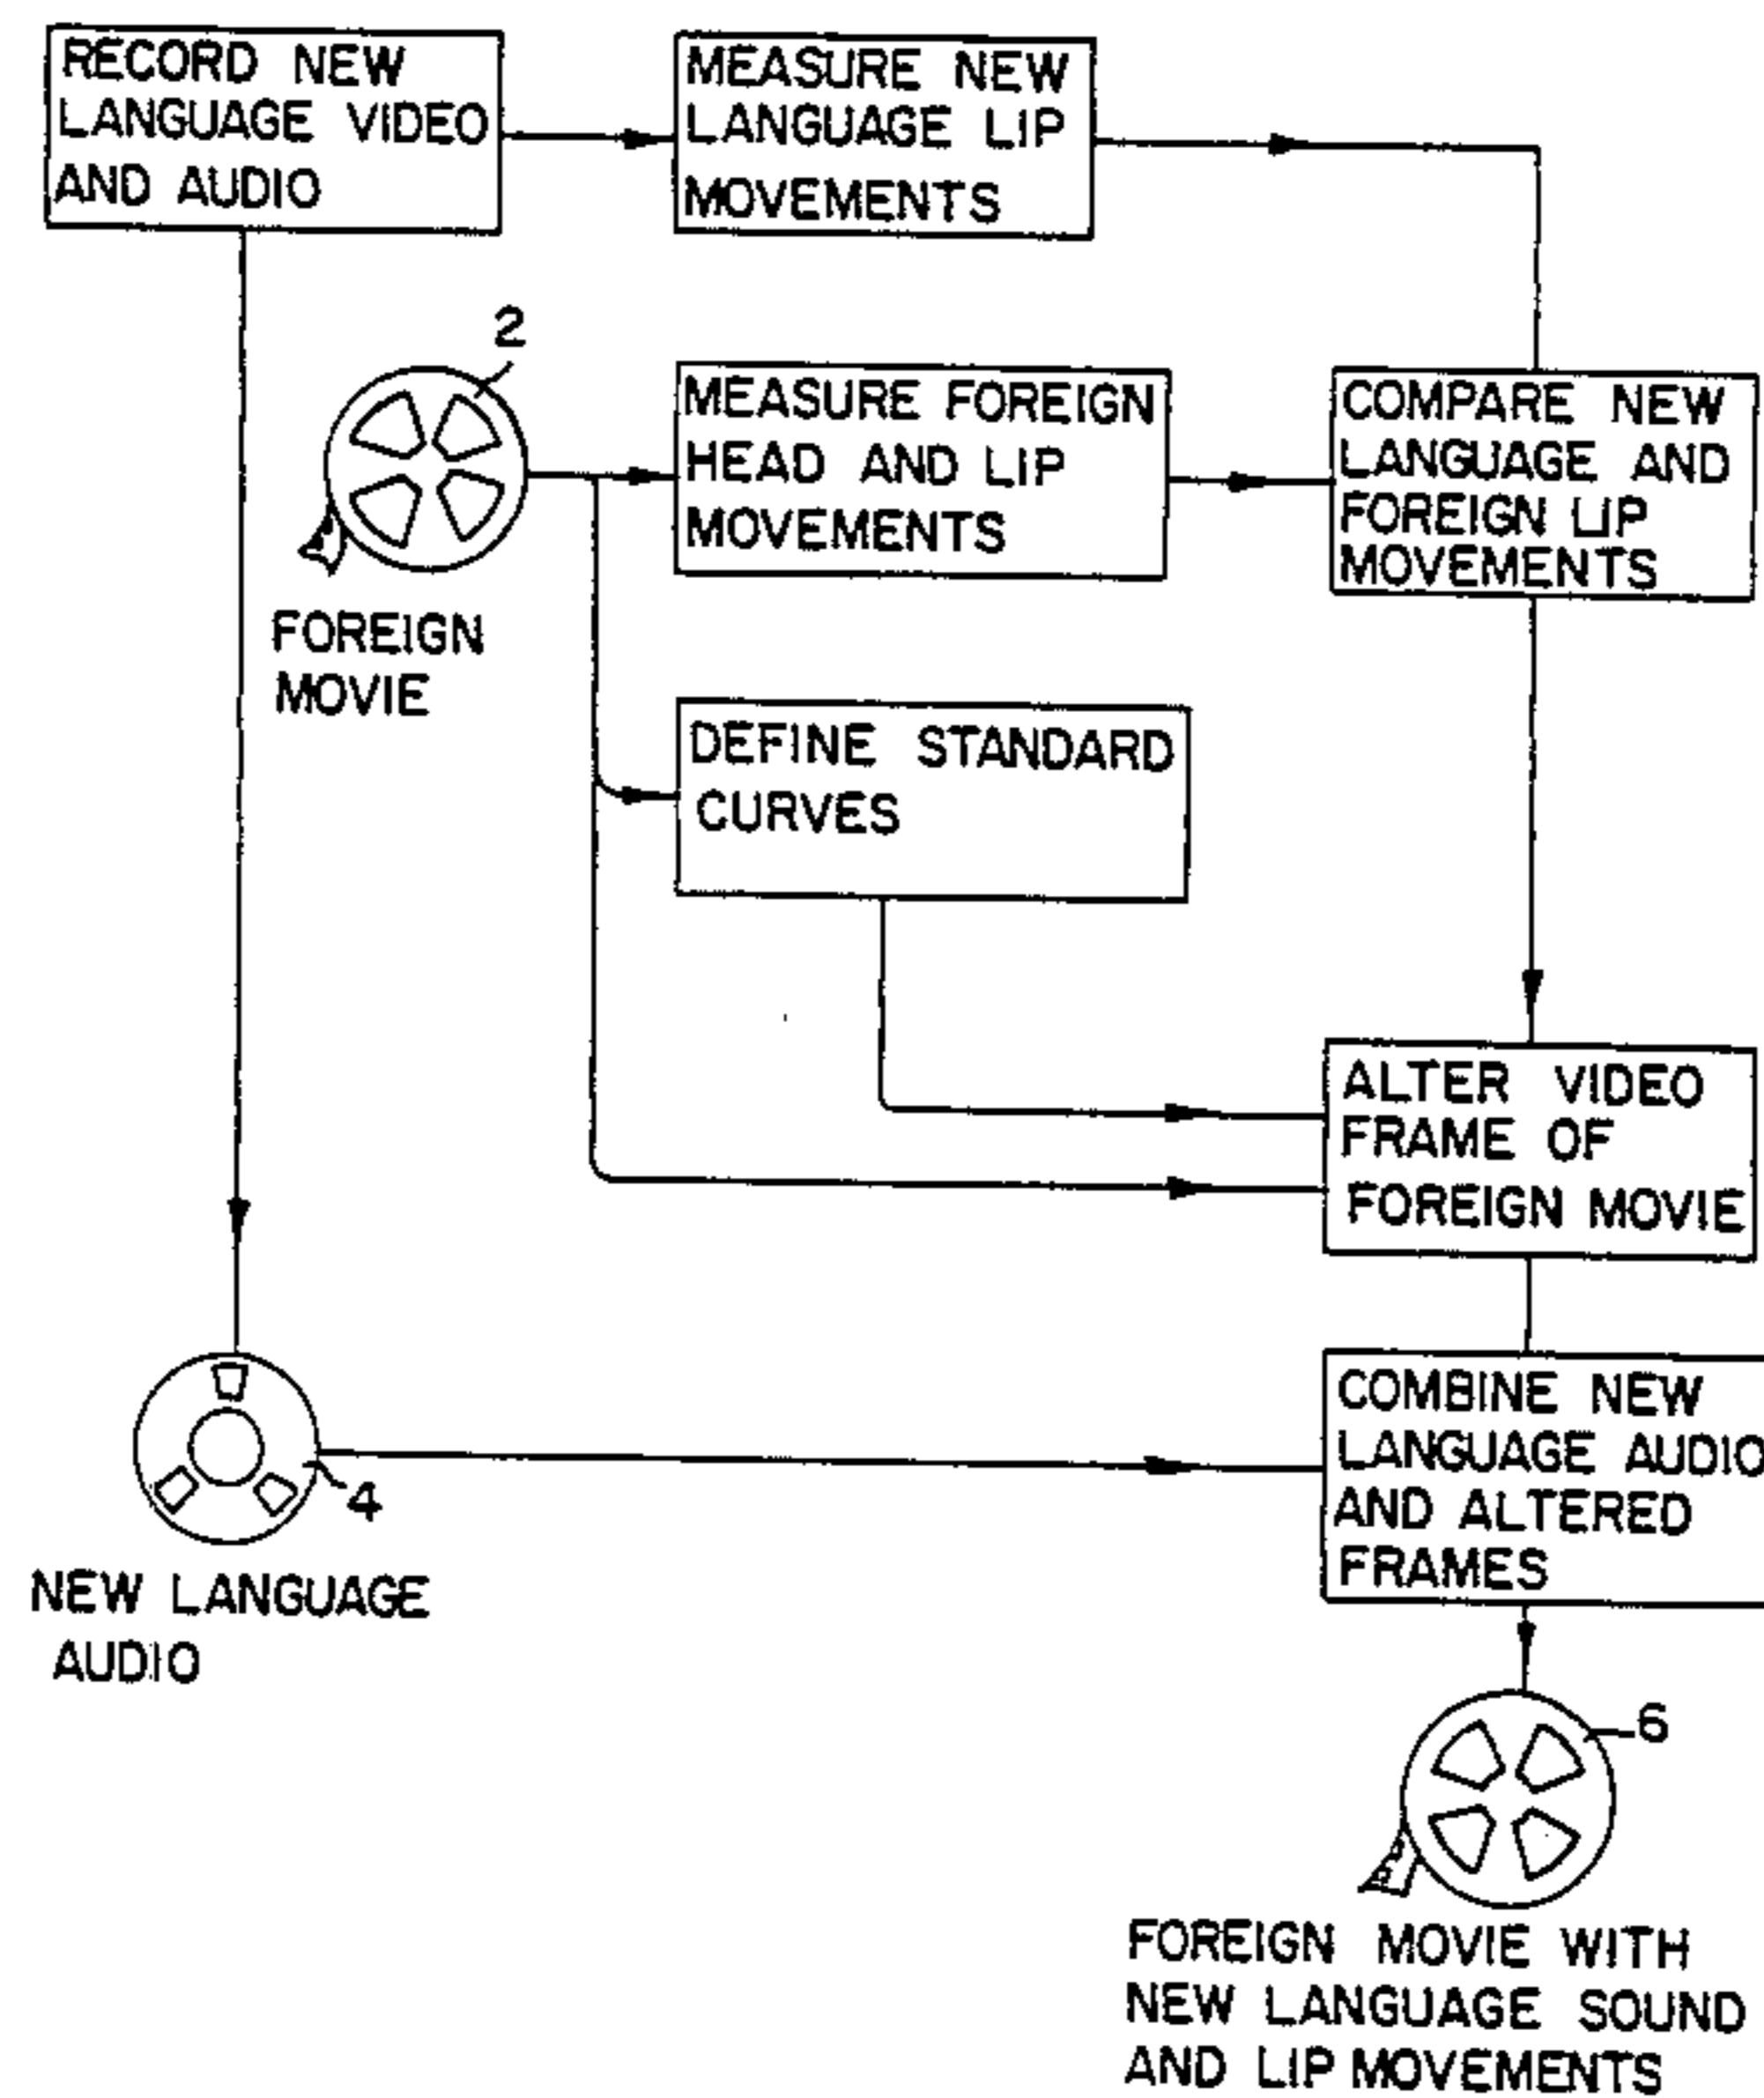 RECORD NEW
LANGUAGE VIDEO
AND AUDIO
MEASURE NEW
LANGUAGE LIP
MOVEMENTS
2
FOREIGN
MOVIE
MEASURE FOREIGN
HEAD AND LIP
MOVEMENTS
COMPARE NEW
LANGUAGE AND
FOREIGN LIP
MOVEMENTS
DEFINE STANDARD
CURVES
ALTER VIDEO
FRAME OF
FOREIGN MOVIE
4
NEW LANGUAGE
AUDIO
COMBINE NEW
LANGUAGE AUDIO
AND ALTERED
FRAMES
6
FOREIGN MOVIE WITH
NEW LANGUAGE SOUND
AND LIP MOVEMENTS